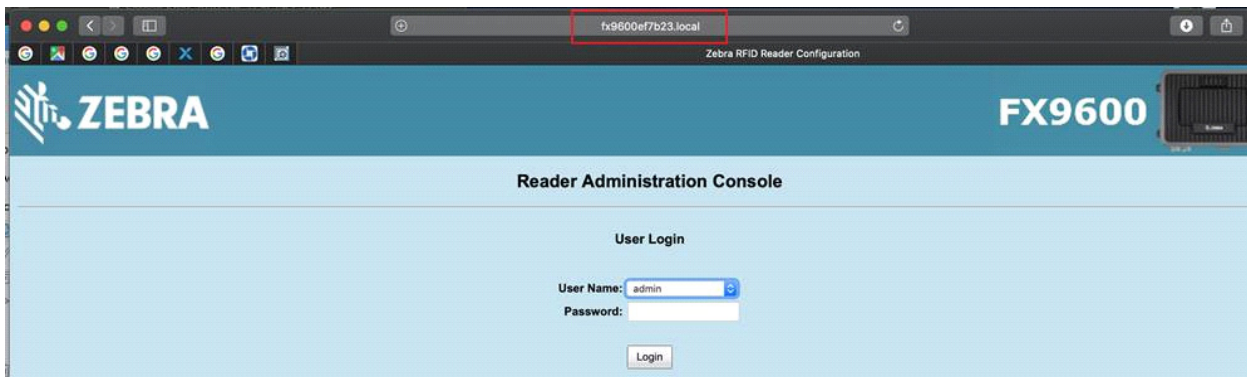 fx9600ef7b23.local
Zebra RFID Reader Configuration
ZEBRA
FX9600
Reader Administration Console
User Login
User Name: admin
Password:
Login